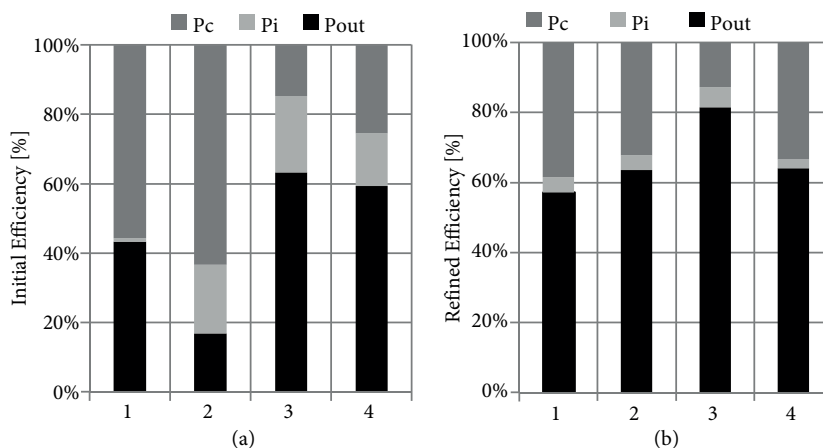 Pc Pi Pout
100%
80%
60%
40%
20%
0%
Initial Efficiency [%]
1 2 3 4
(a)
Pc Pi Pout
100%
80%
60%
40%
20%
0%
Refined Efficiency [%]
1 2 3 4
(b)